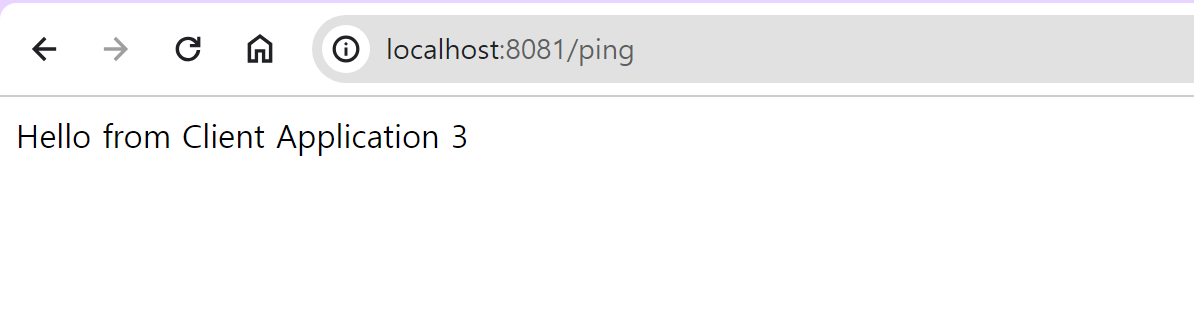 localhost:8081/ping
Hello from Client Application 3